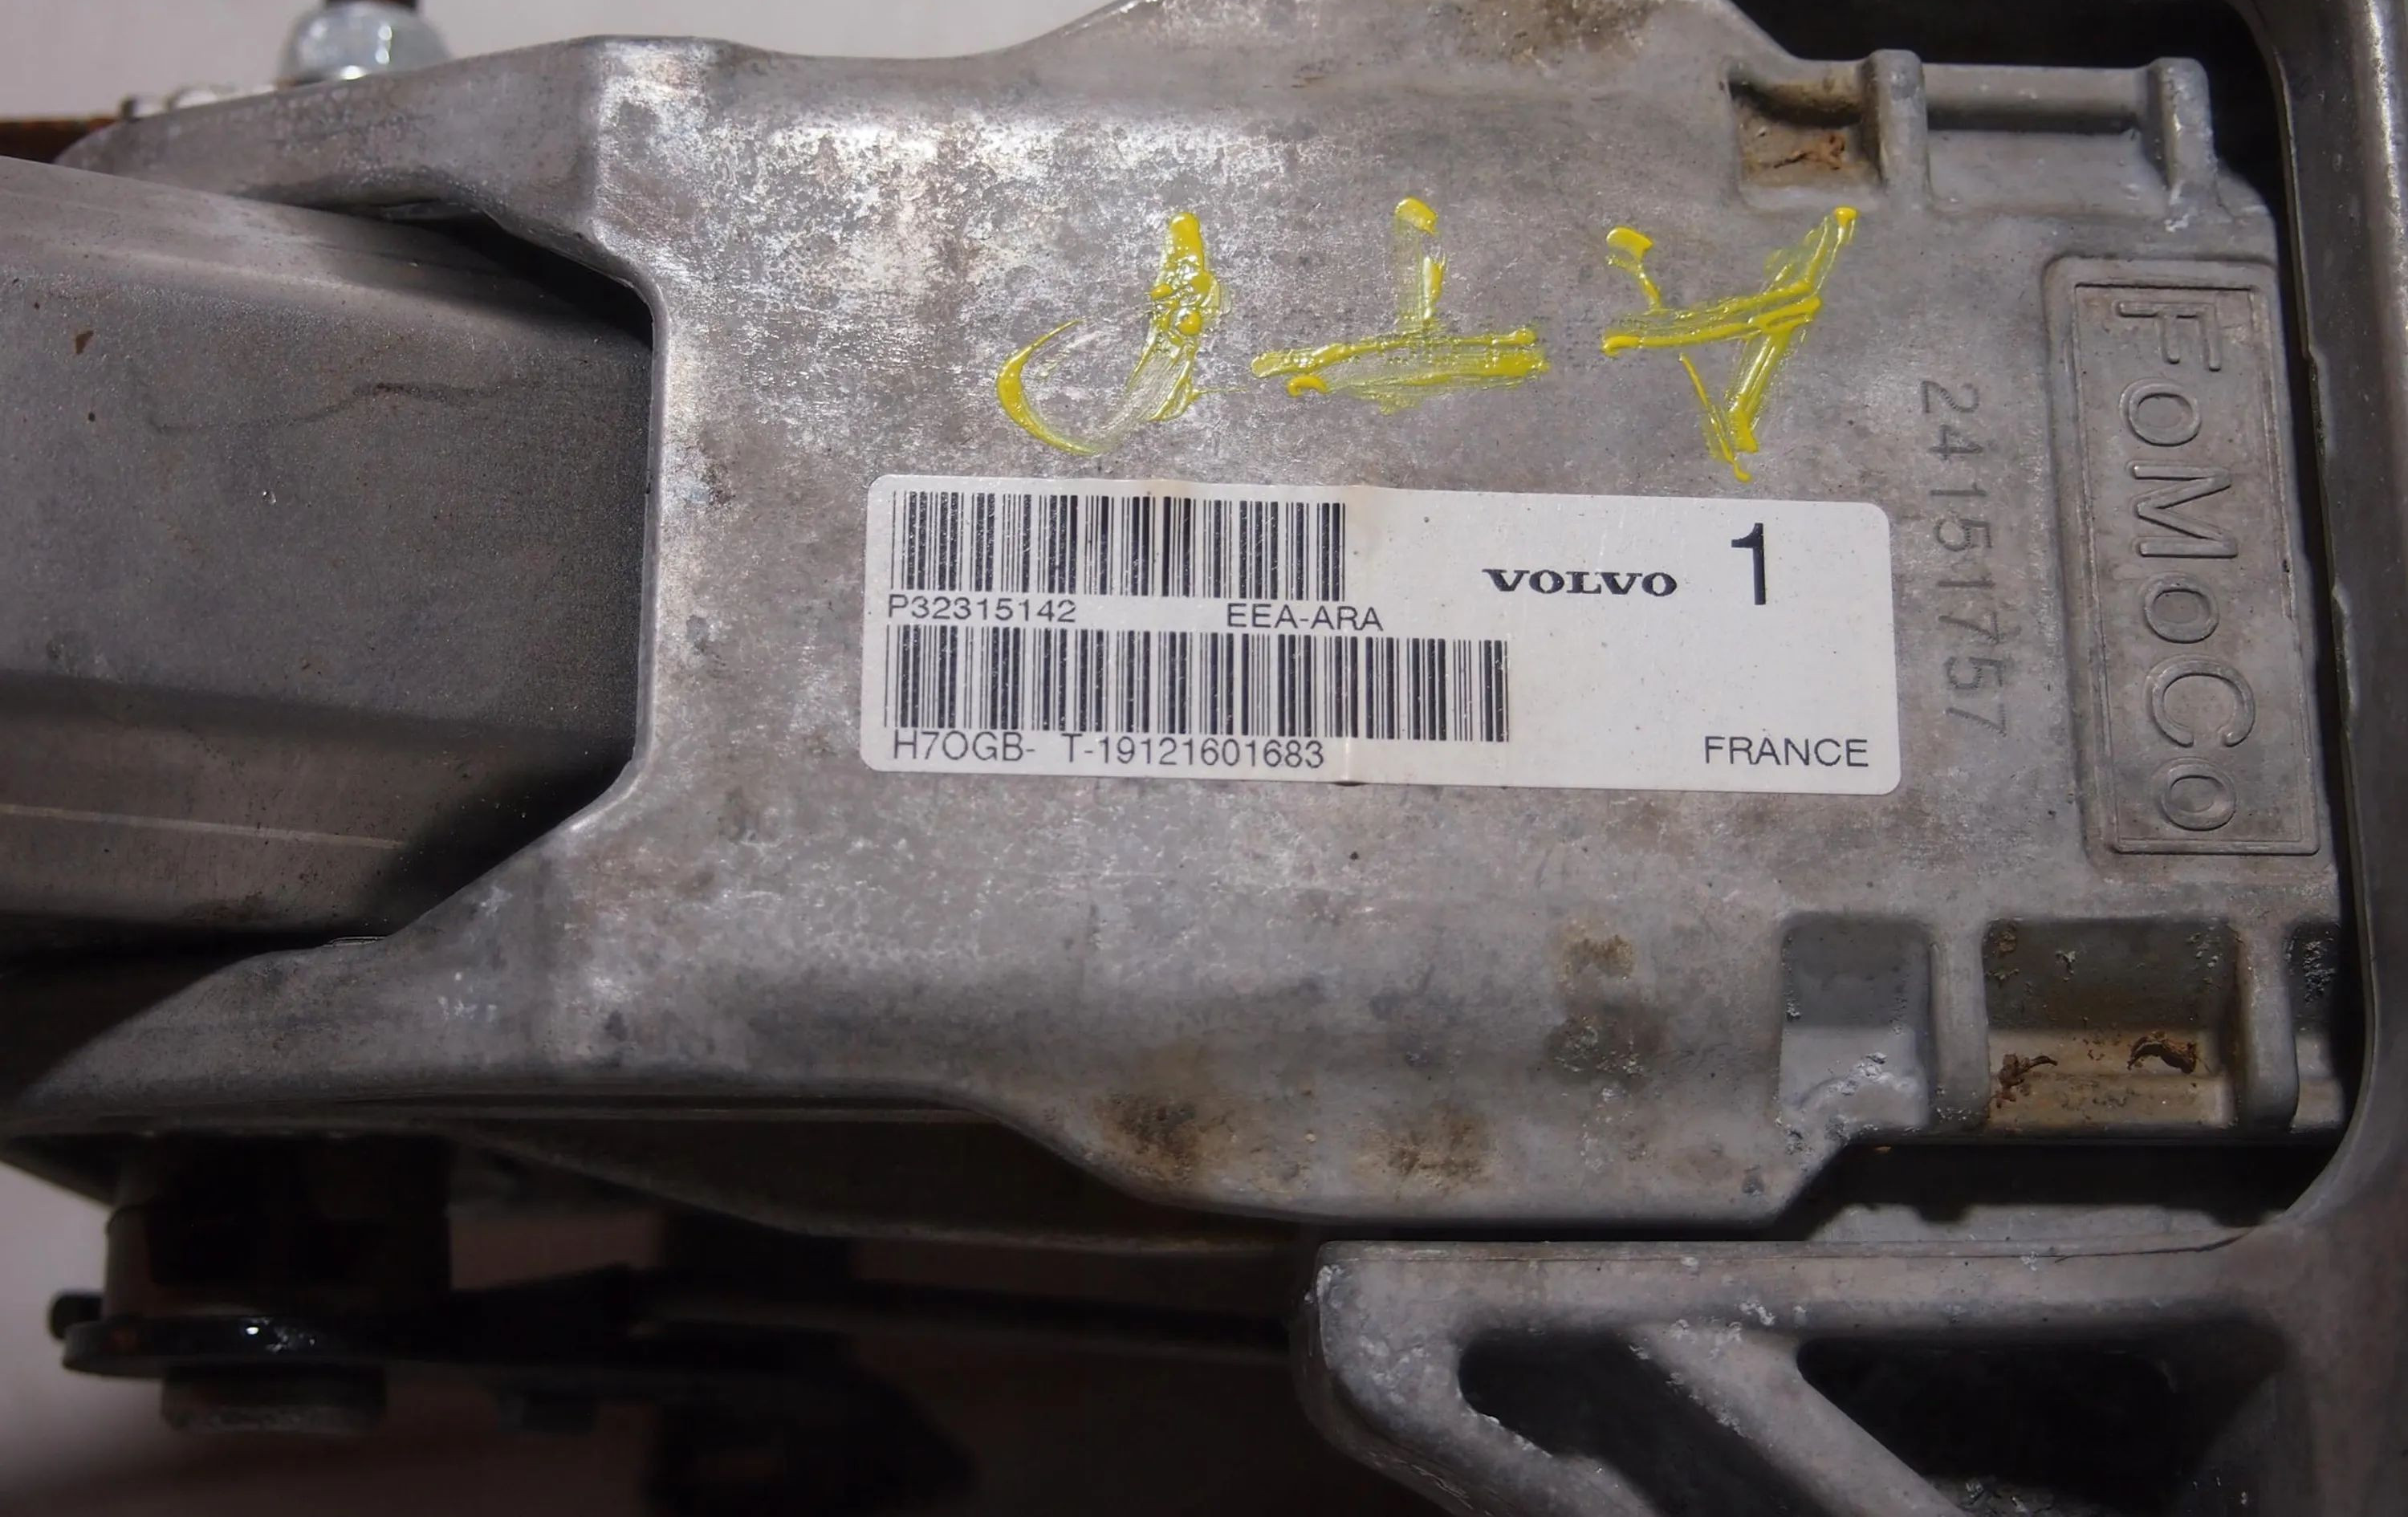 P32315142 EEA-ARA
VOLVO 1
H7OGB- T-19121601683
FRANCE
24151757
FoMoCo